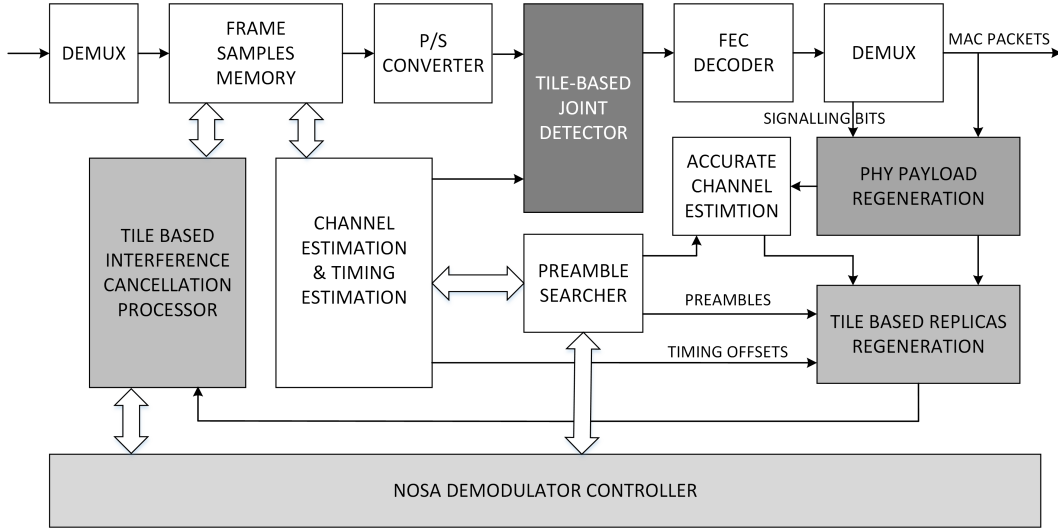 DEMUX
FRAME
SAMPLES
MEMORY
P/S
CONVERTER
TILE-BASED
JOINT
DETECTOR
FEC
DECODER
DEMUX
MAC PACKETS
SIGNALLING BITS
ACCURATE
CHANNEL
ESTIMTION
PHY PAYLOAD
REGENERATION
TILE BASED
INTERFERENCE
CANCELLATION
PROCESSOR
CHANNEL
ESTIMATION
& TIMING
ESTIMATION
PREAMBLE
SEARCHER
PREAMBLES
TILE BASED REPLICAS
REGENERATION
TIMING OFFSETS
NOSA DEMODULATOR CONTROLLER